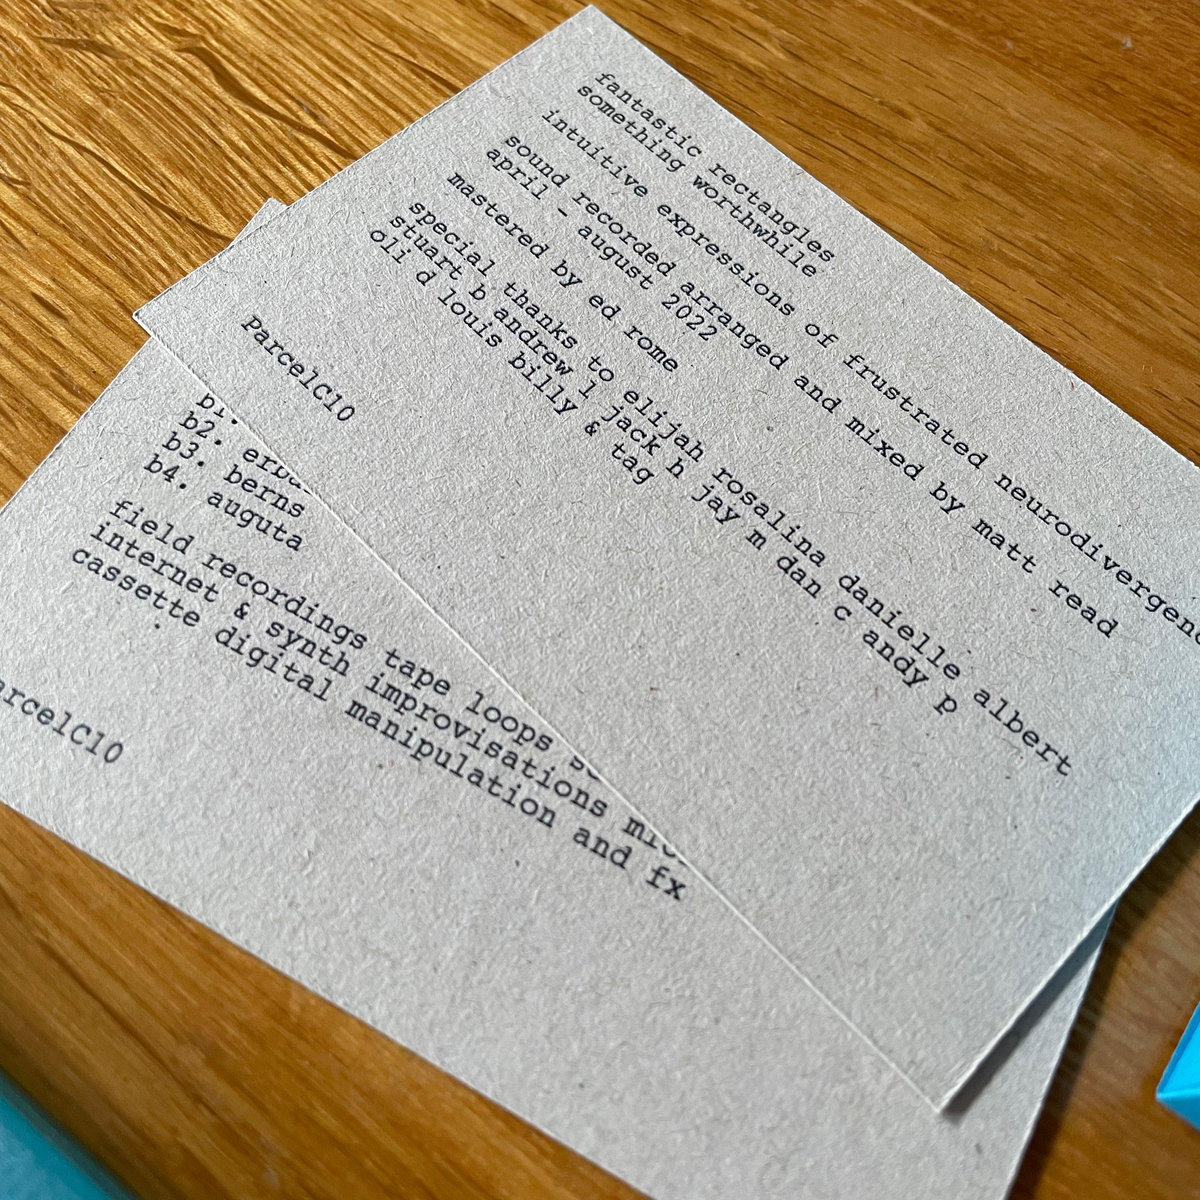 fantastic rectangles
something worthwhile
intuitive expressions of frustrated
sound recorded arranged and mixed by matt read
april - august 2022
mastered by ed rome
special thanks to elijah rosalina danielle albert
stuart b andrew l jack h jay m dan c andy p
oli d louis billy & tag
ParcelC10
b2.
b3. berns
b4. auguta
field recordings tape loops
internet & synth improvisations
cassette digital manipulation and fx